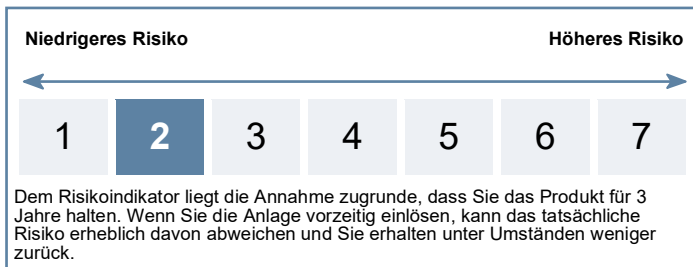 Niedrigeres Risiko Höheres Risiko
1 2 3 4 5 6 7
Dem Risikoindikator liegt die Annahme zugrunde, dass Sie das Produkt für 3
Jahre halten. Wenn Sie die Anlage vorzeitig einlösen, kann das tatsächliche
Risiko erheblich davon abweichen und Sie erhalten unter Umständen weniger
zurück.